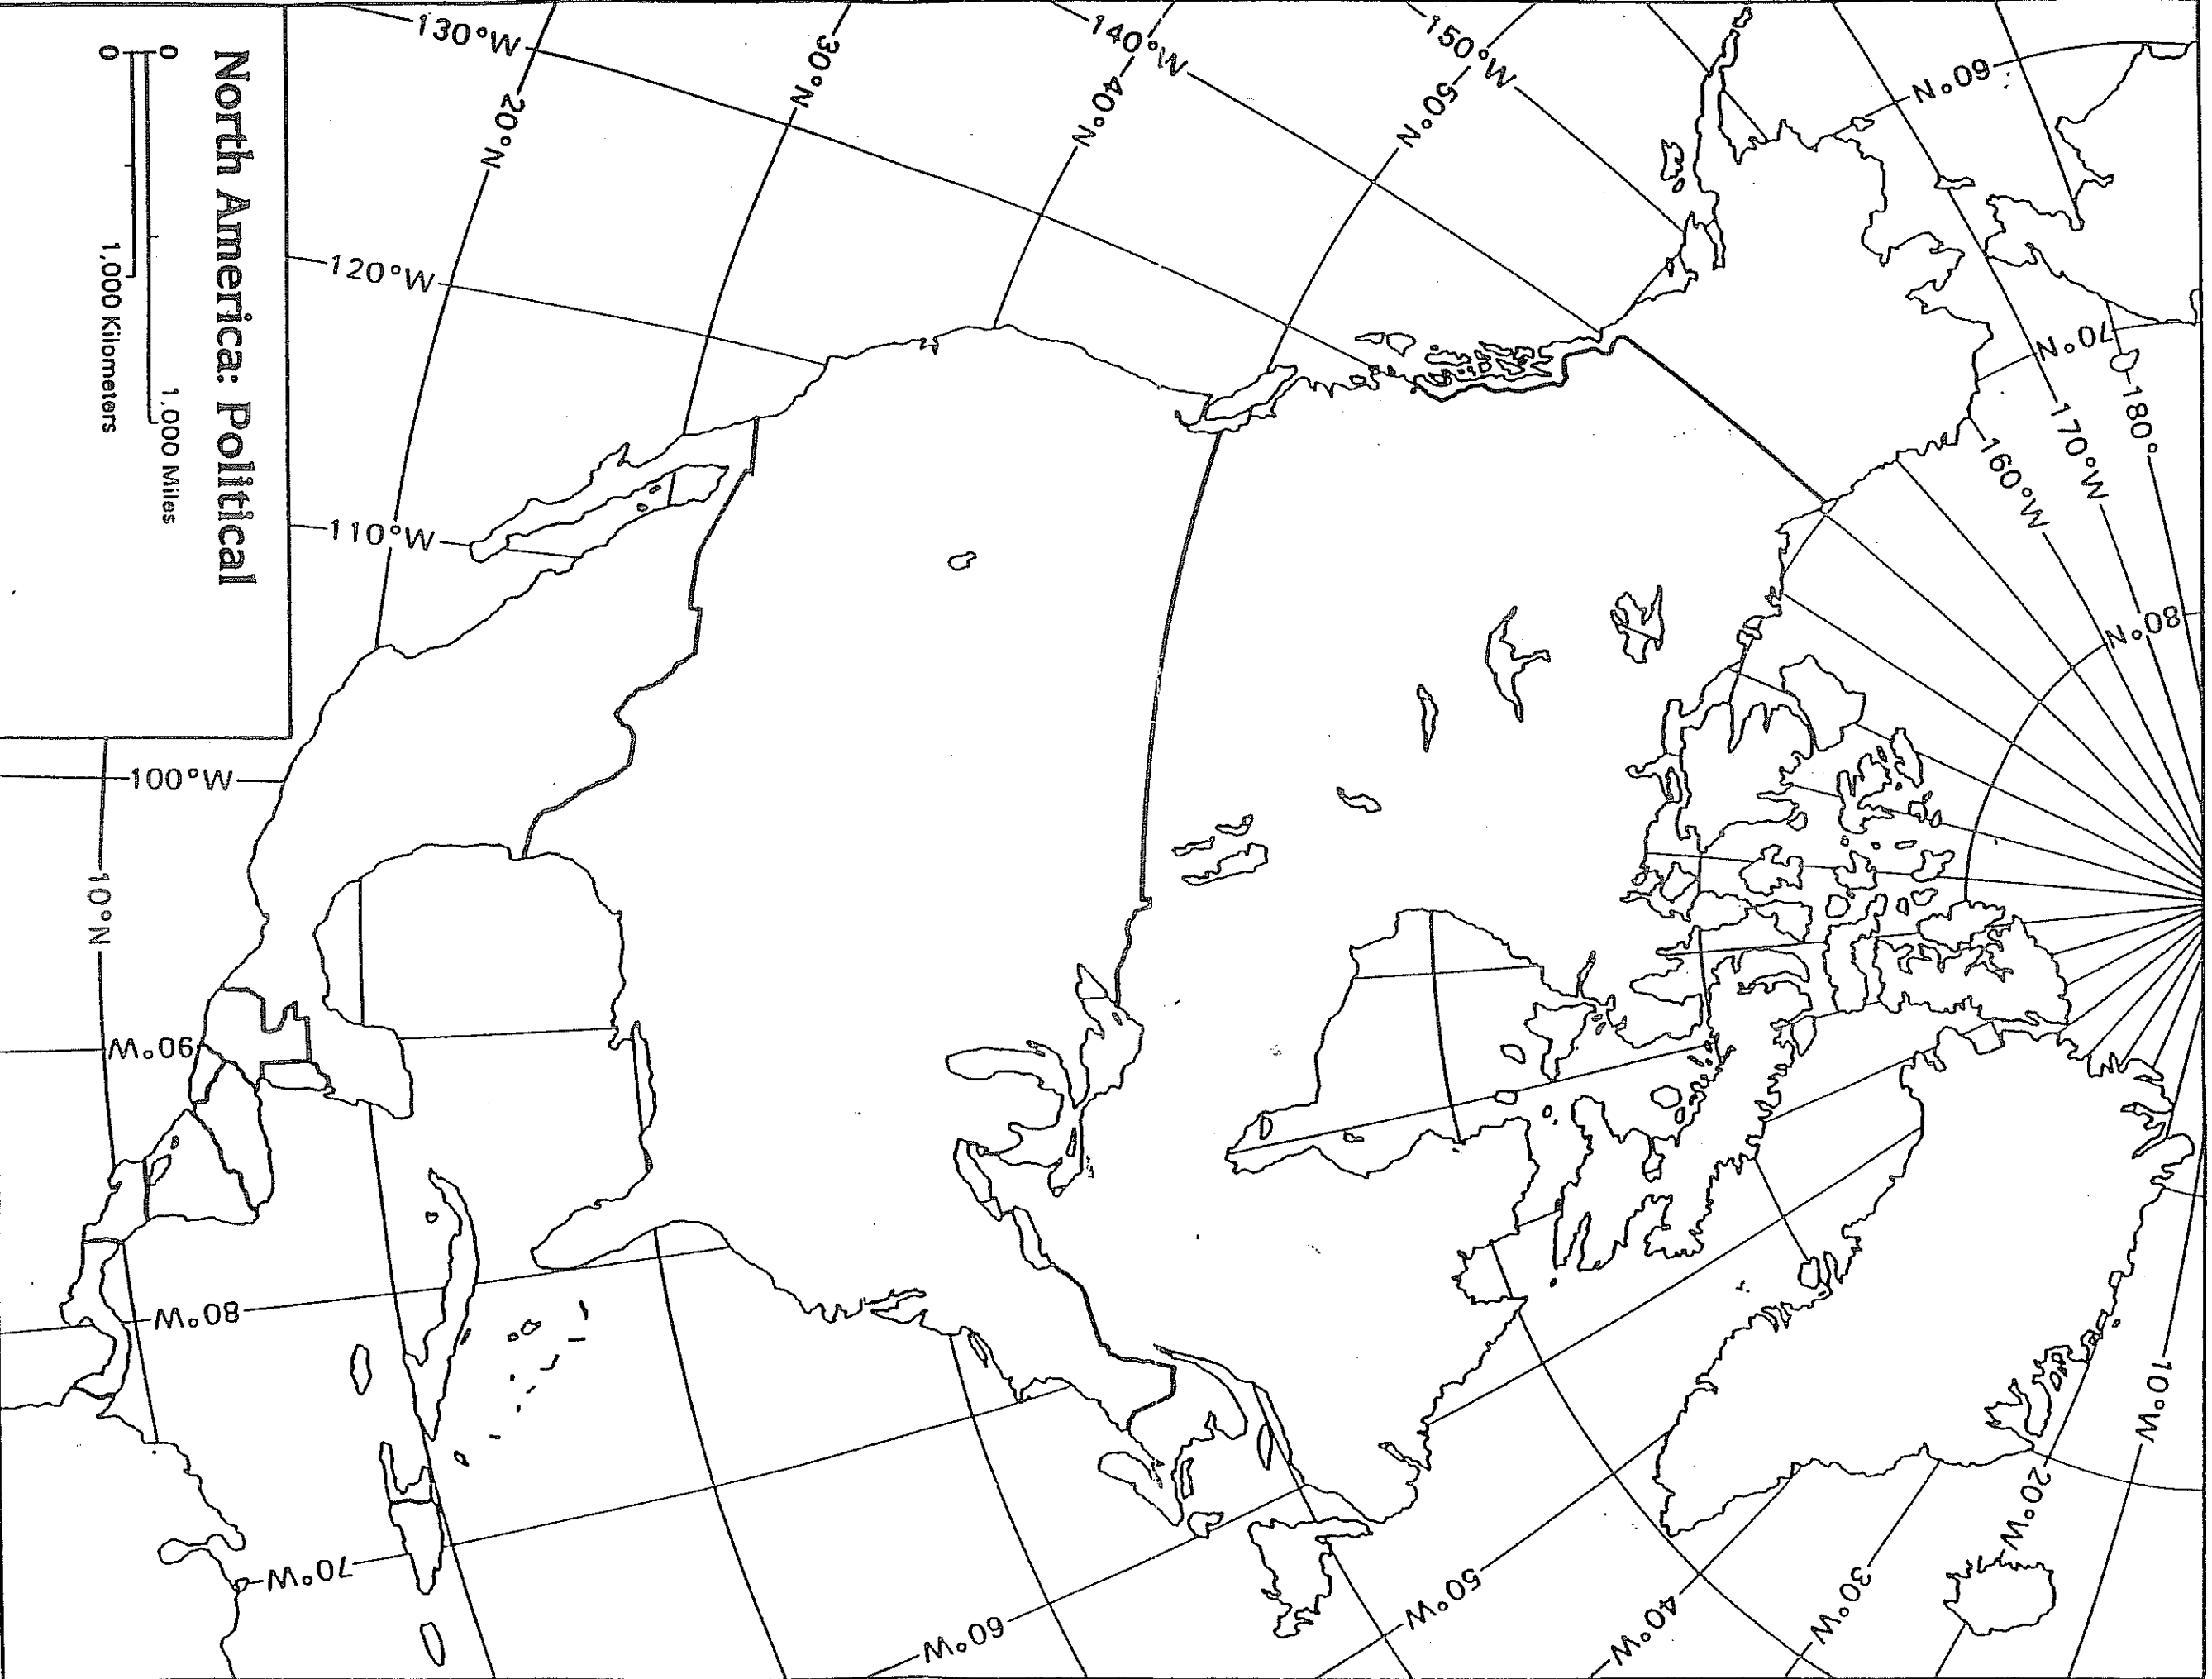 North America: Political
0 1,000 Miles
0 1,000 Kilometers
130°W
120°W
110°W
100°W
90°W
80°W
70°W
60°W
50°W
40°W
30°W
20°W
10°W
140°W
150°W
160°W
170°W
180°
10°N
20°N
30°N
40°N
50°N
60°N
70°N
80°N